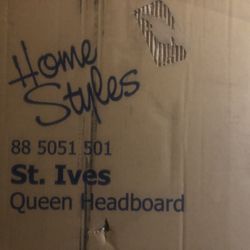 Home
Styles
88 5051 501
St. Ives
Queen Headboard